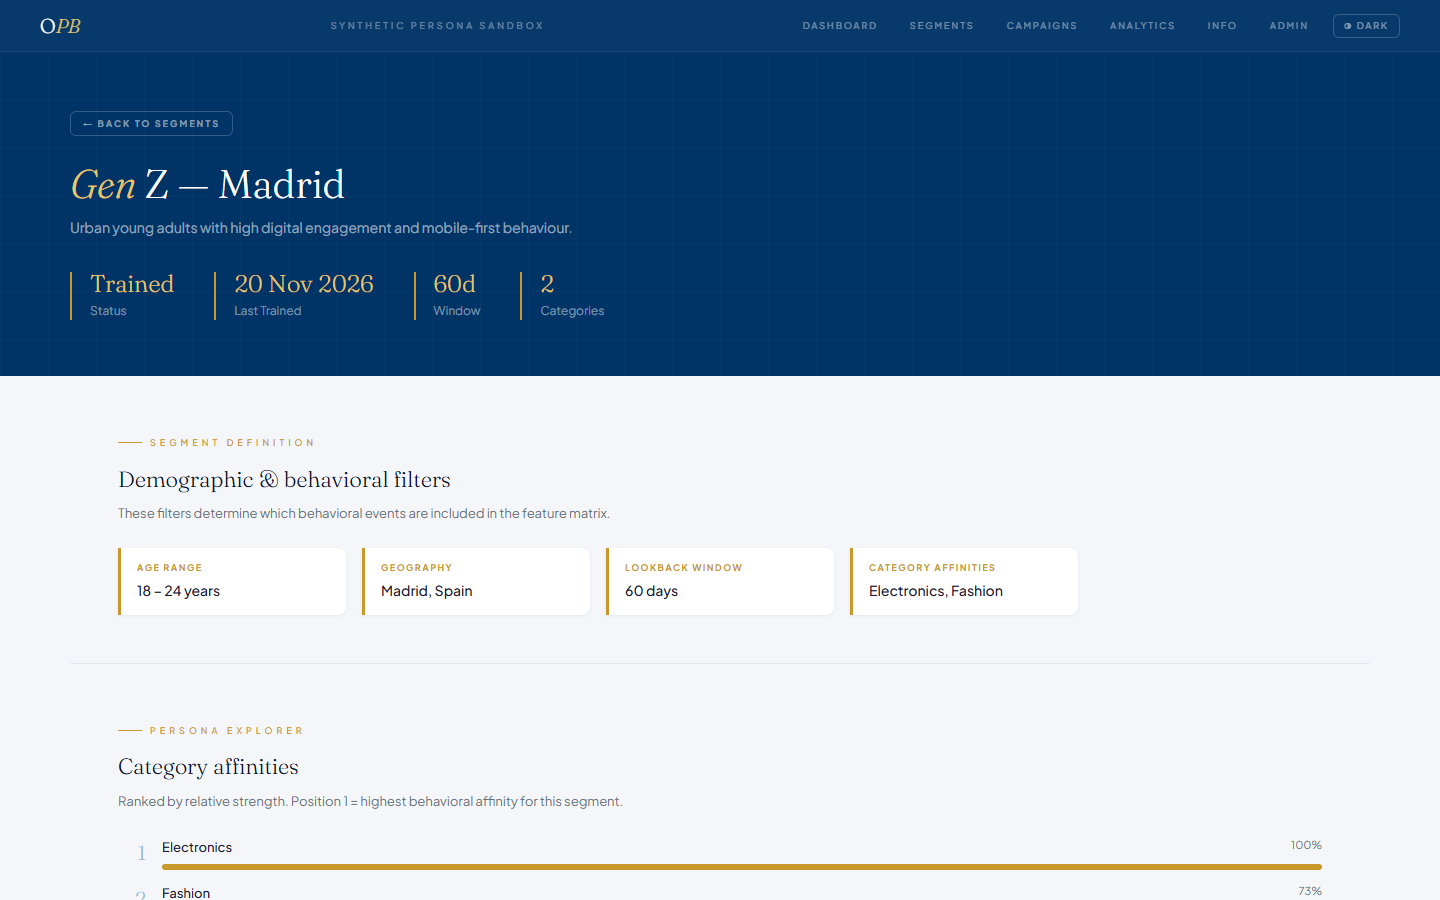 OPB
SYNTHETIC PERSONA SANDBOX
DASHBOARD SEGMENTS CAMPAIGNS ANALYTICS INFO ADMIN DARK
← BACK TO SEGMENTS
Gen Z — Madrid
Urban young adults with high digital engagement and mobile-first behaviour.
Trained
Status
20 Nov 2026
Last Trained
60d
Window
2
Categories
SEGMENT DEFINITION
Demographic & behavioral filters
These filters determine which behavioral events are included in the feature matrix.
AGE RANGE
18 – 24 years
GEOGRAPHY
Madrid, Spain
LOOKBACK WINDOW
60 days
CATEGORY AFFINITIES
Electronics, Fashion
PERSONA EXPLORER
Category affinities
Ranked by relative strength. Position 1 = highest behavioral affinity for this segment.
1 Electronics 100%
2 Fashion 73%